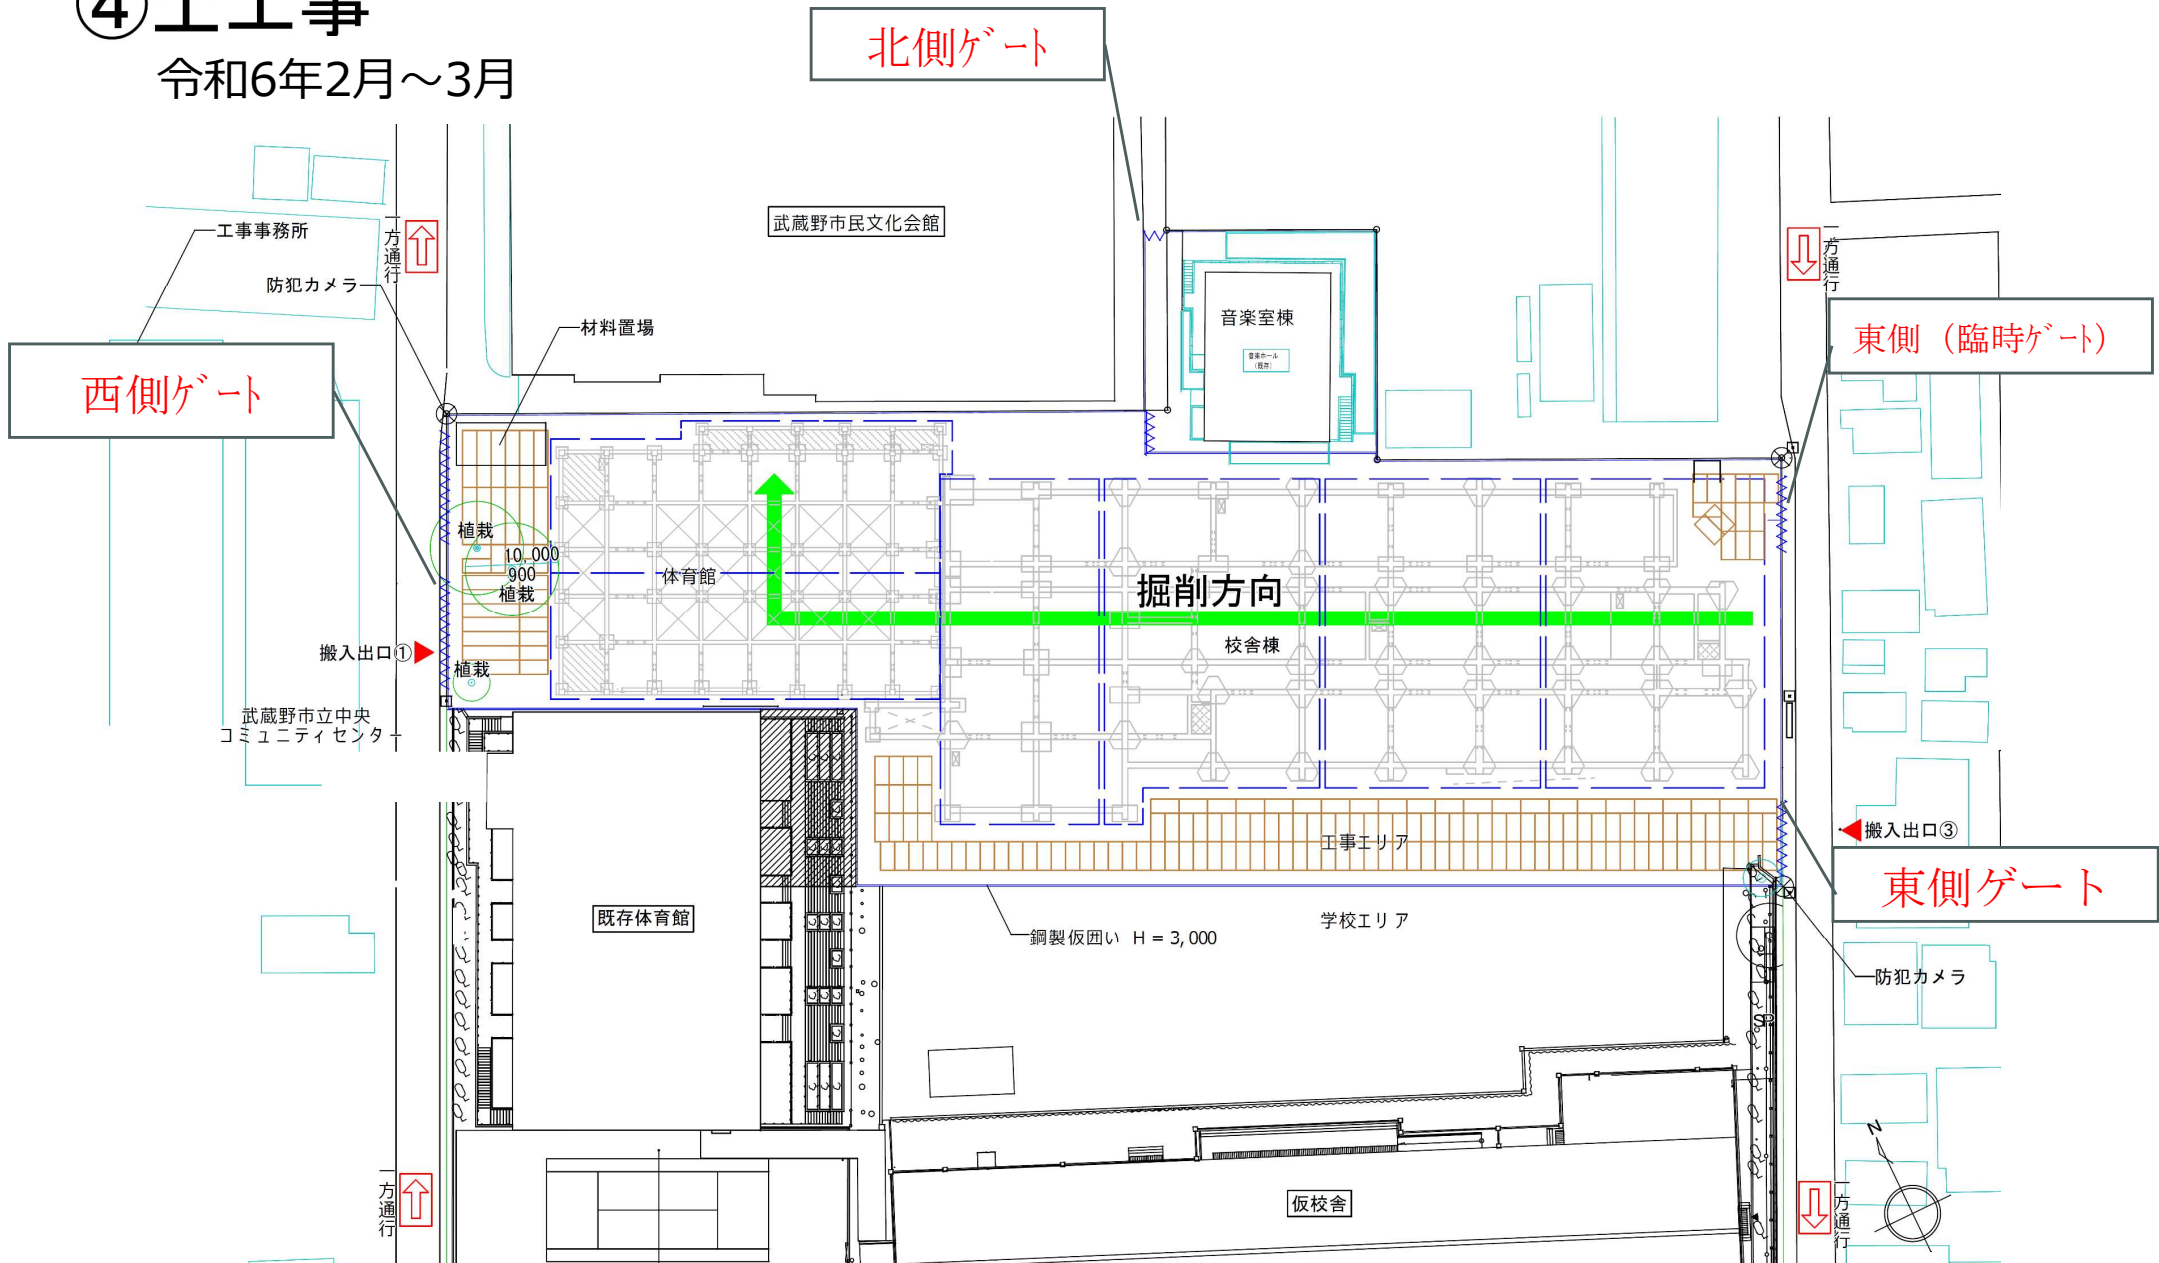 ④土工事
令和6年2月～3月
北側ゲート
武蔵野市民文化会館
工事事務所
一方通行
防犯カメラ
材料置場
西側ゲート
音楽室棟
音楽ホール
(既存)
一方通行
東側（臨時ゲート）
植栽
10,000
900
植栽
体育館
掘削方向
校舎棟
搬入出口①
植栽
武蔵野市立中央
コミュニティセンター
工事エリア
搬入出口③
東側ゲート
既存体育館
学校エリア
鋼製仮囲い H＝3,000
防犯カメラ
SP
N
一方通行
仮校舎
一方通行